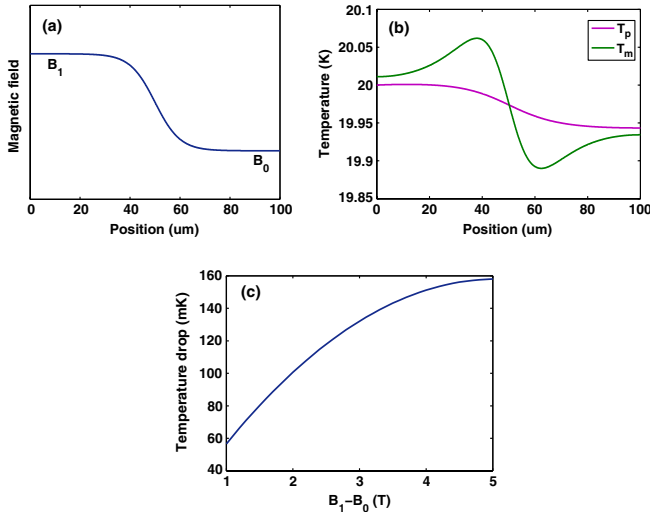 (a)
B1
B0
Magnetic field
0 20 40 60 80 100
Position (um)
(b)
Tp
Tm
20.1
20.05
20
19.95
19.9
19.85
Temperature (K)
0 20 40 60 80 100
Position (um)
(c)
160
140
120
100
80
60
40
Temperature drop (mK)
1 2 3 4 5
B1−B0 (T)